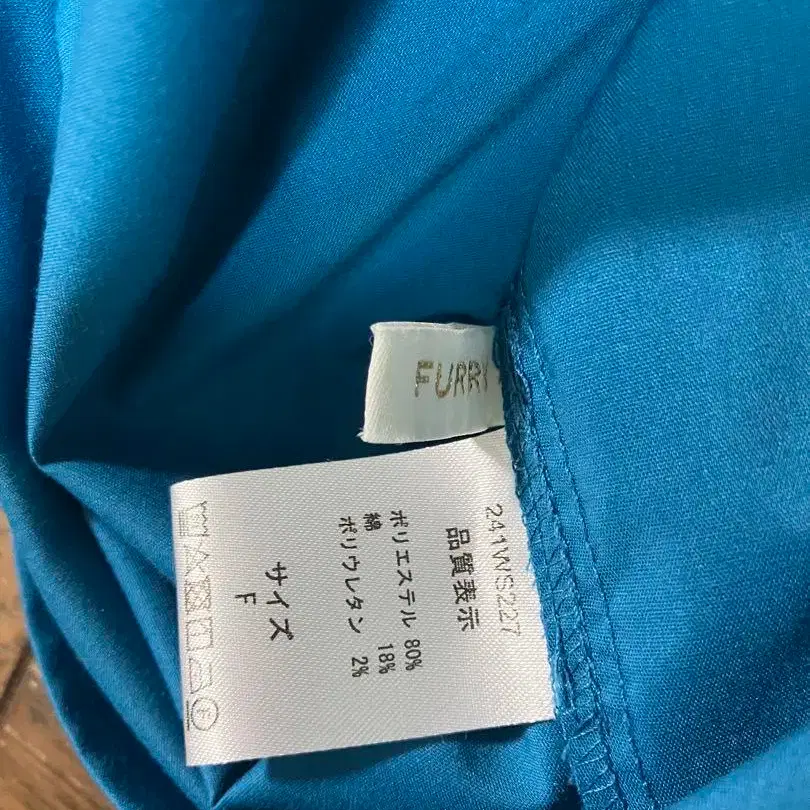 FURRY
241WS227
品質表示
ポリエステル 80%
綿 18%
ポリウレタン 2%
サイズ
F